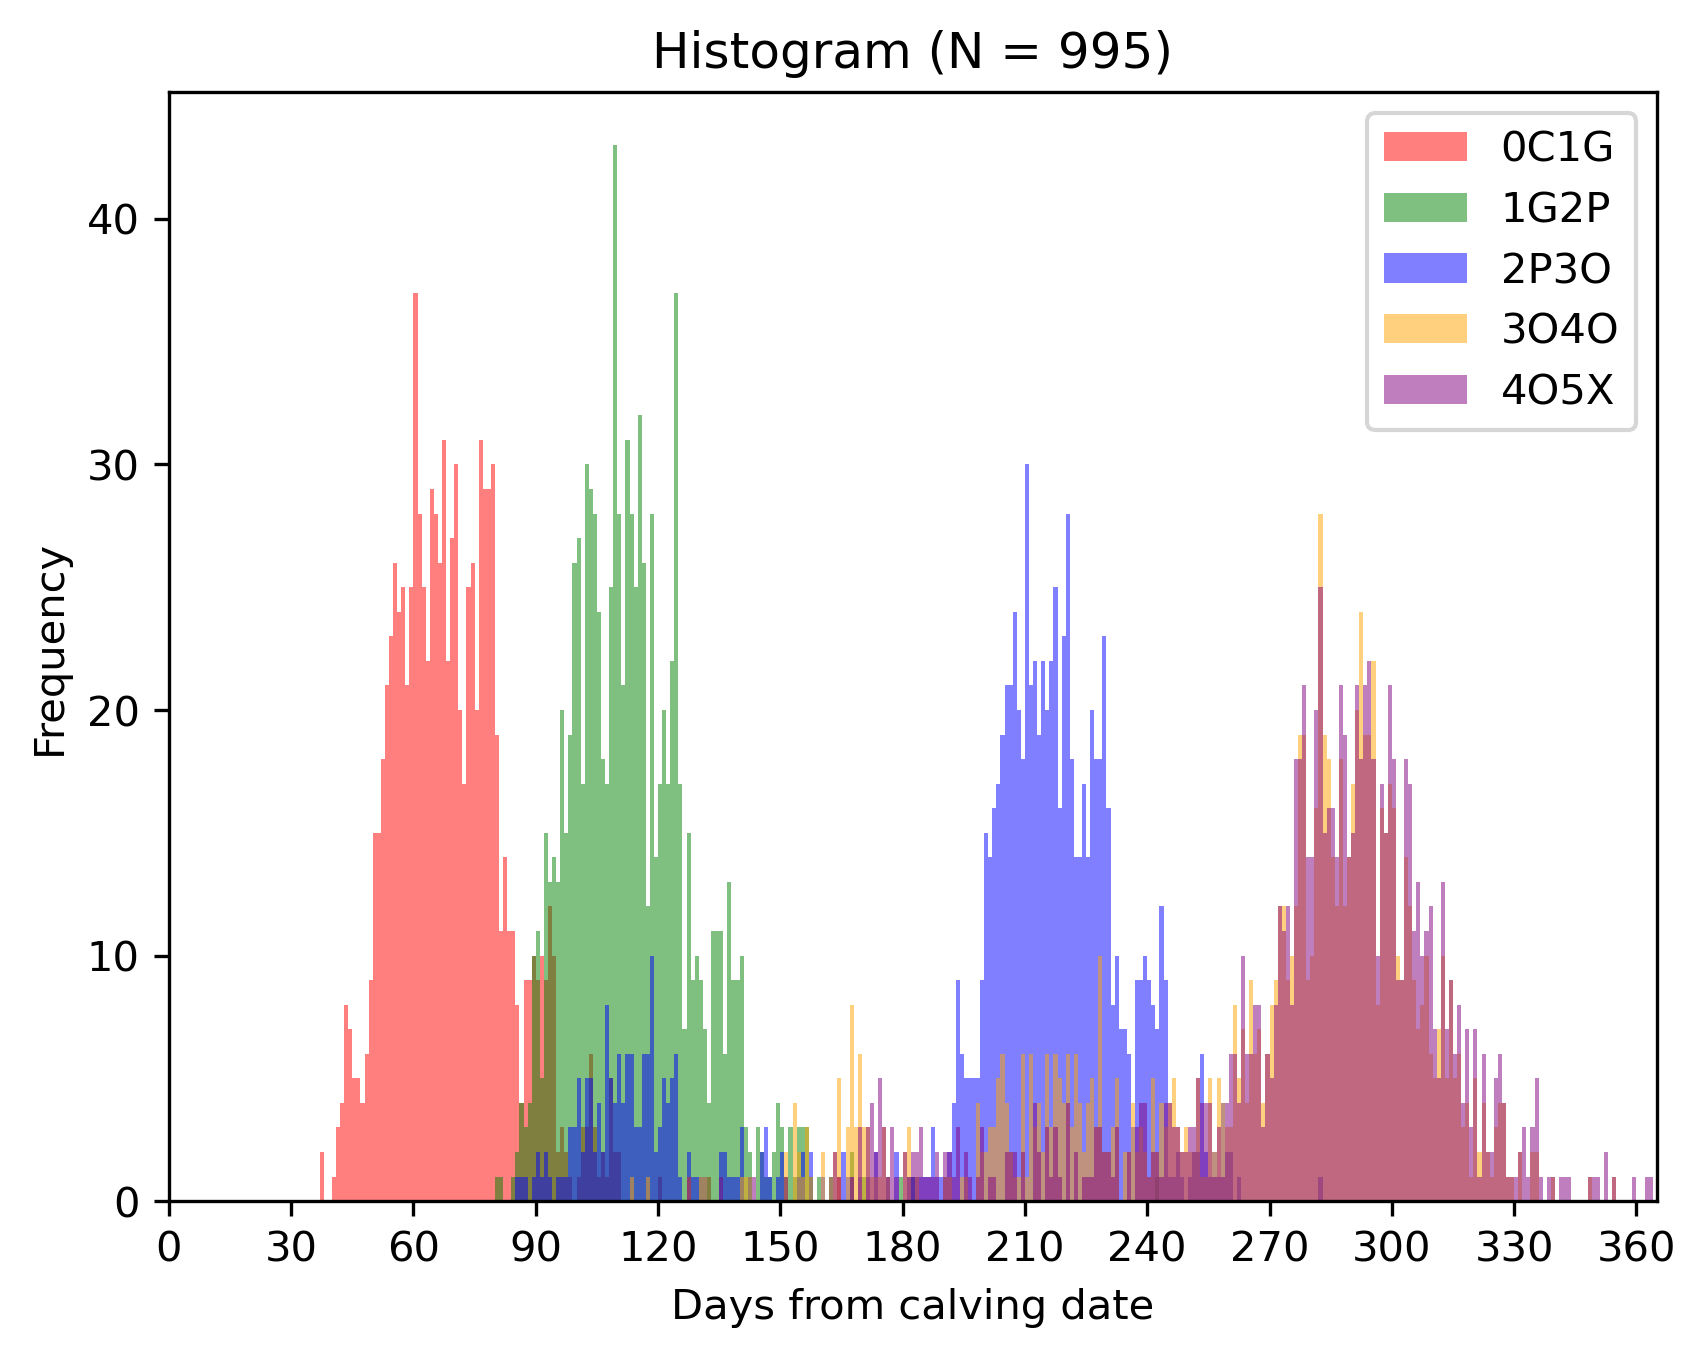 Histogram (N = 995)
0C1G
1G2P
2P3O
3O4O
4O5X
Frequency
40
30
20
10
0
0 30 60 90 120 150 180 210 240 270 300 330 360
Days from calving date